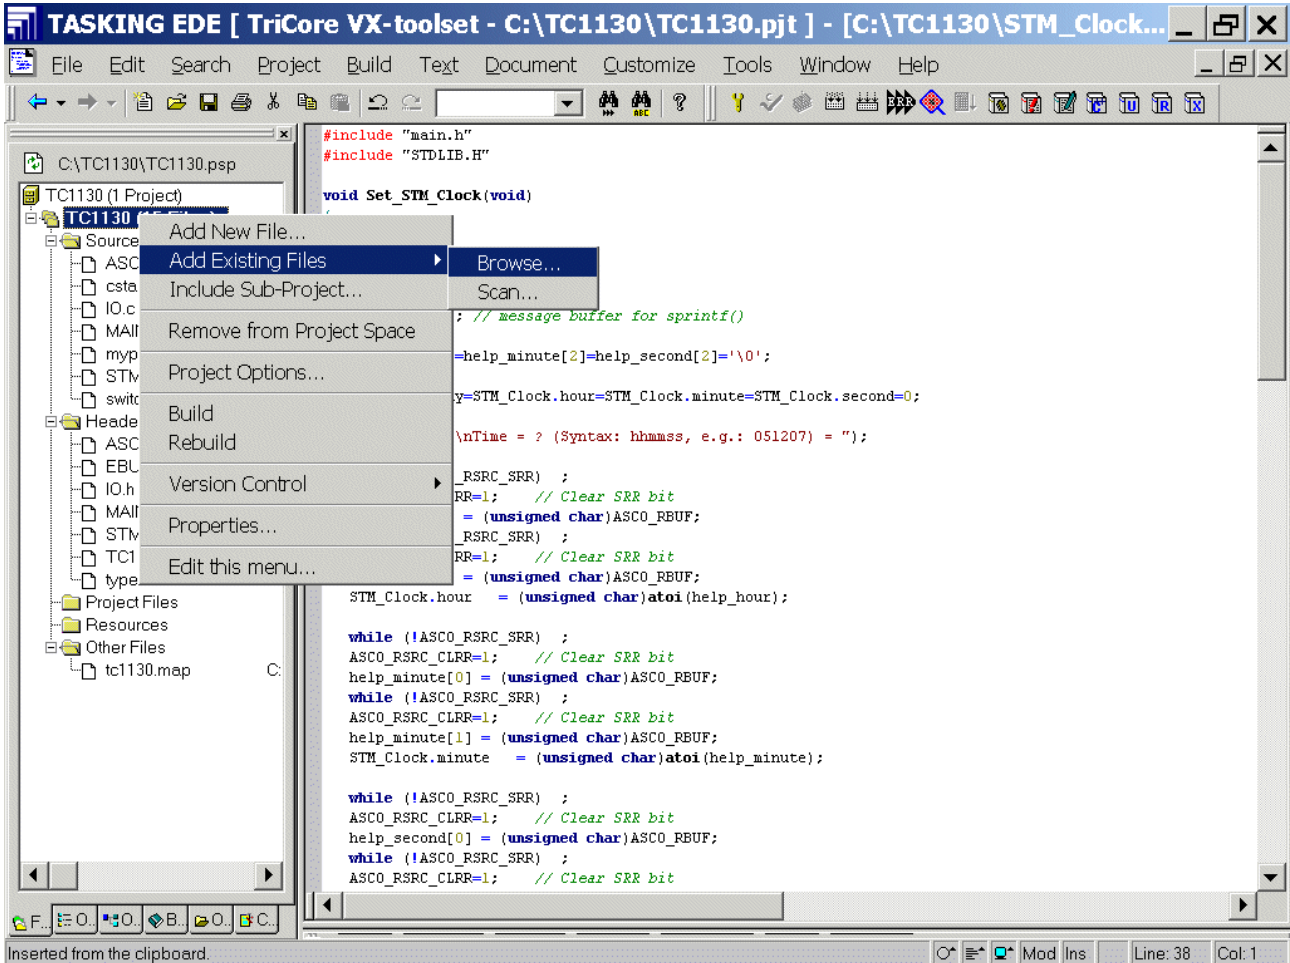 TASKING EDE [ TriCore VX-toolset - C:\TC1130\TC1130.pjt ] - [C:\TC1130\STM_Clock...
File Edit Search Project Build Text Document Customize Tools Window Help
C:\TC1130\TC1130.psp
TC1130 (1 Project)
TC1130
Source
ASC
csta
IO.c
MAI
myp
STM
switc
Heade
ASC
EBU
IO.h
MAI
STM
TC1
type
Project Files
Resources
Other Files
tc1130.map C:
Add New File...
Add Existing Files
Include Sub-Project...
Remove from Project Space
Project Options...
Build
Rebuild
Version Control
Properties...
Edit this menu...
Browse...
Scan...
#include "main.h"
#include "STDLIB.H"
void Set_STM_Clock(void)
{
; // message buffer for sprintf()
=help_minute[2]=help_second[2]='\0';
y=STM_Clock.hour=STM_Clock.minute=STM_Clock.second=0;
\nTime = ? (Syntax: hhmmss, e.g.: 051207) = ");
_RSRC_SRR) ;
RR=1; // Clear SRR bit
= (unsigned char)ASC0_RBUF;
_RSRC_SRR) ;
RR=1; // Clear SRR bit
= (unsigned char)ASC0_RBUF;
STM_Clock.hour = (unsigned char)atoi(help_hour);
while (!ASC0_RSRC_SRR) ;
ASC0_RSRC_CLRR=1; // Clear SRR bit
help_minute[0] = (unsigned char)ASC0_RBUF;
while (!ASC0_RSRC_SRR) ;
ASC0_RSRC_CLRR=1; // Clear SRR bit
help_minute[1] = (unsigned char)ASC0_RBUF;
STM_Clock.minute = (unsigned char)atoi(help_minute);
while (!ASC0_RSRC_SRR) ;
ASC0_RSRC_CLRR=1; // Clear SRR bit
help_second[0] = (unsigned char)ASC0_RBUF;
while (!ASC0_RSRC_SRR) ;
ASC0_RSRC_CLRR=1; // Clear SRR bit
F... O.. O.. B.. O.. C..
Inserted from the clipboard.
Mod Ins Line: 38 Col: 1